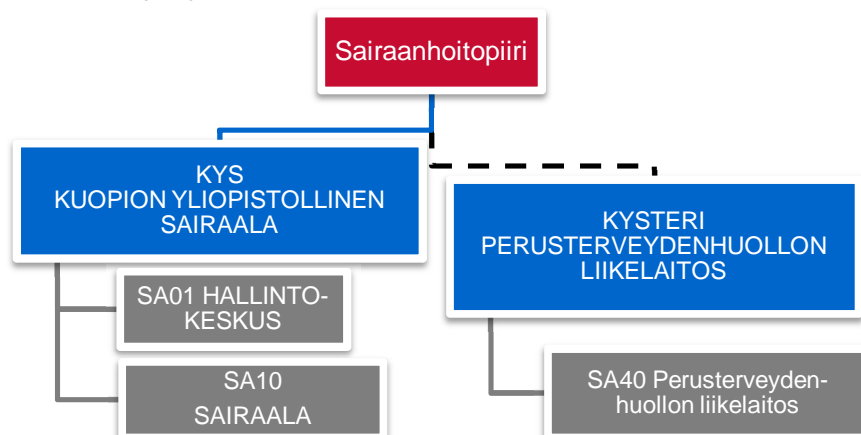 Sairaanhoitopiiri
KYS
KUOPION YLIOPISTOLLINEN
SAIRAALA
KYSTERI
PERUSTERVEYDENHUOLLON
LIIKELAITOS
SA01 HALLINTO-
KESKUS
SA10
SAIRAALA
SA40 Perusterveyden-
huollon liikelaitos